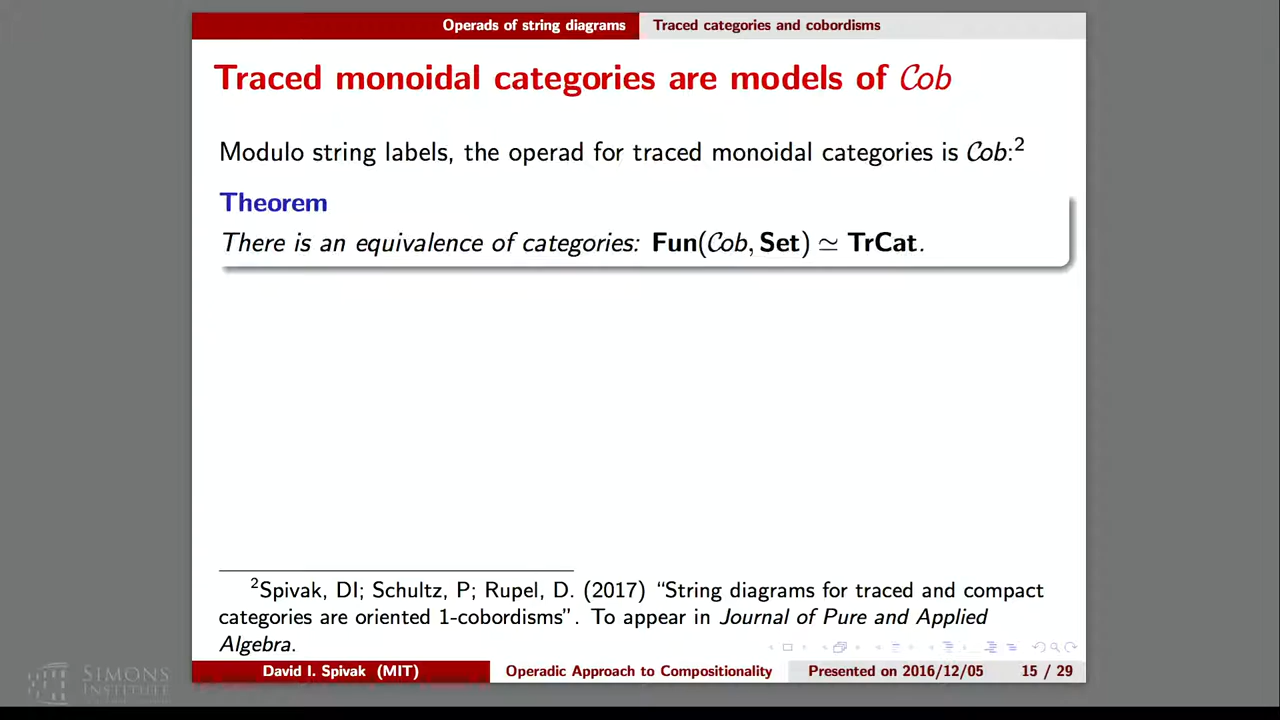 Operads of string diagrams Traced categories and cobordisms
Traced monoidal categories are models of Cob
Modulo string labels, the operad for traced monoidal categories is Cob:²
Theorem
There is an equivalence of categories: Fun(Cob, Set) ≃ TrCat.
²Spivak, DI; Schultz, P; Rupel, D. (2017) “String diagrams for traced and compact
categories are oriented 1-cobordisms”. To appear in Journal of Pure and Applied
Algebra.
David I. Spivak (MIT) Operadic Approach to Compositionality Presented on 2016/12/05 15 / 29
SIMONS
INSTITUTE